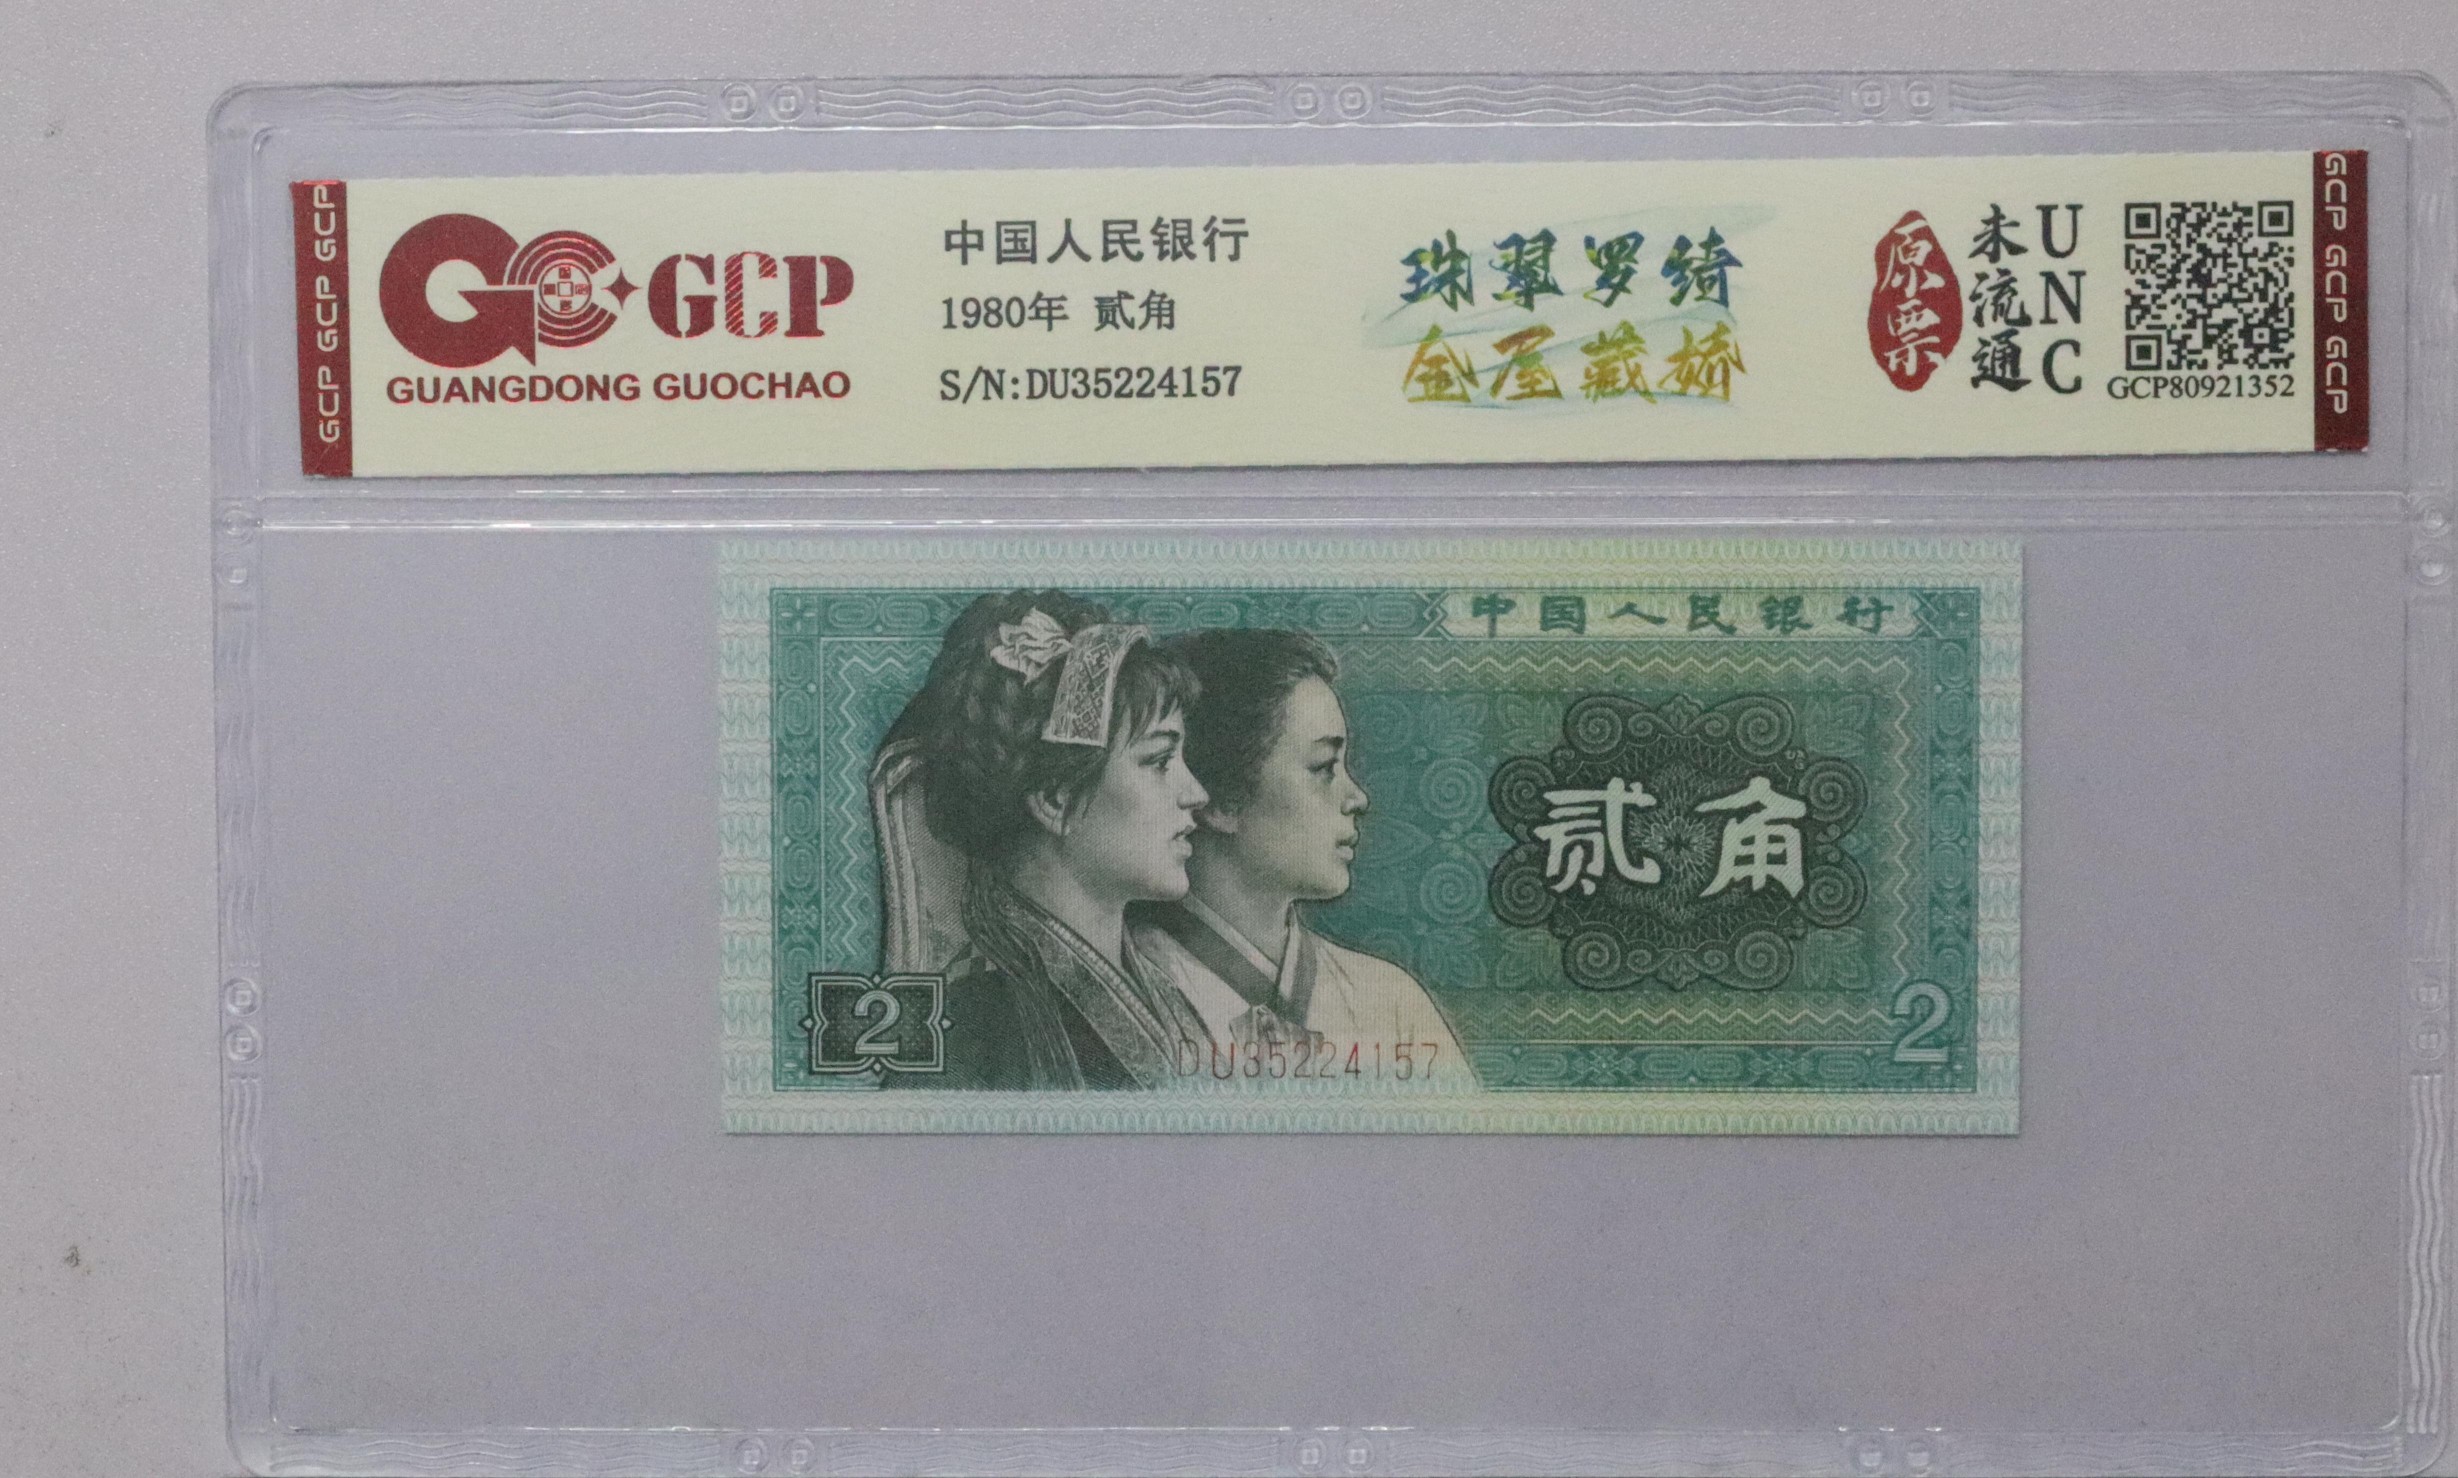 GCP GCP GCP
GCP
GUANGDONG GUOCHAO
中国人民银行
1980年 贰角
S/N:DU35224157
珠翠罗绮
金屋藏娇
原票
未流通
UNC
GCP80921352
GCP GCP GCP
中国人民银行
贰角
2
2
DU35224157